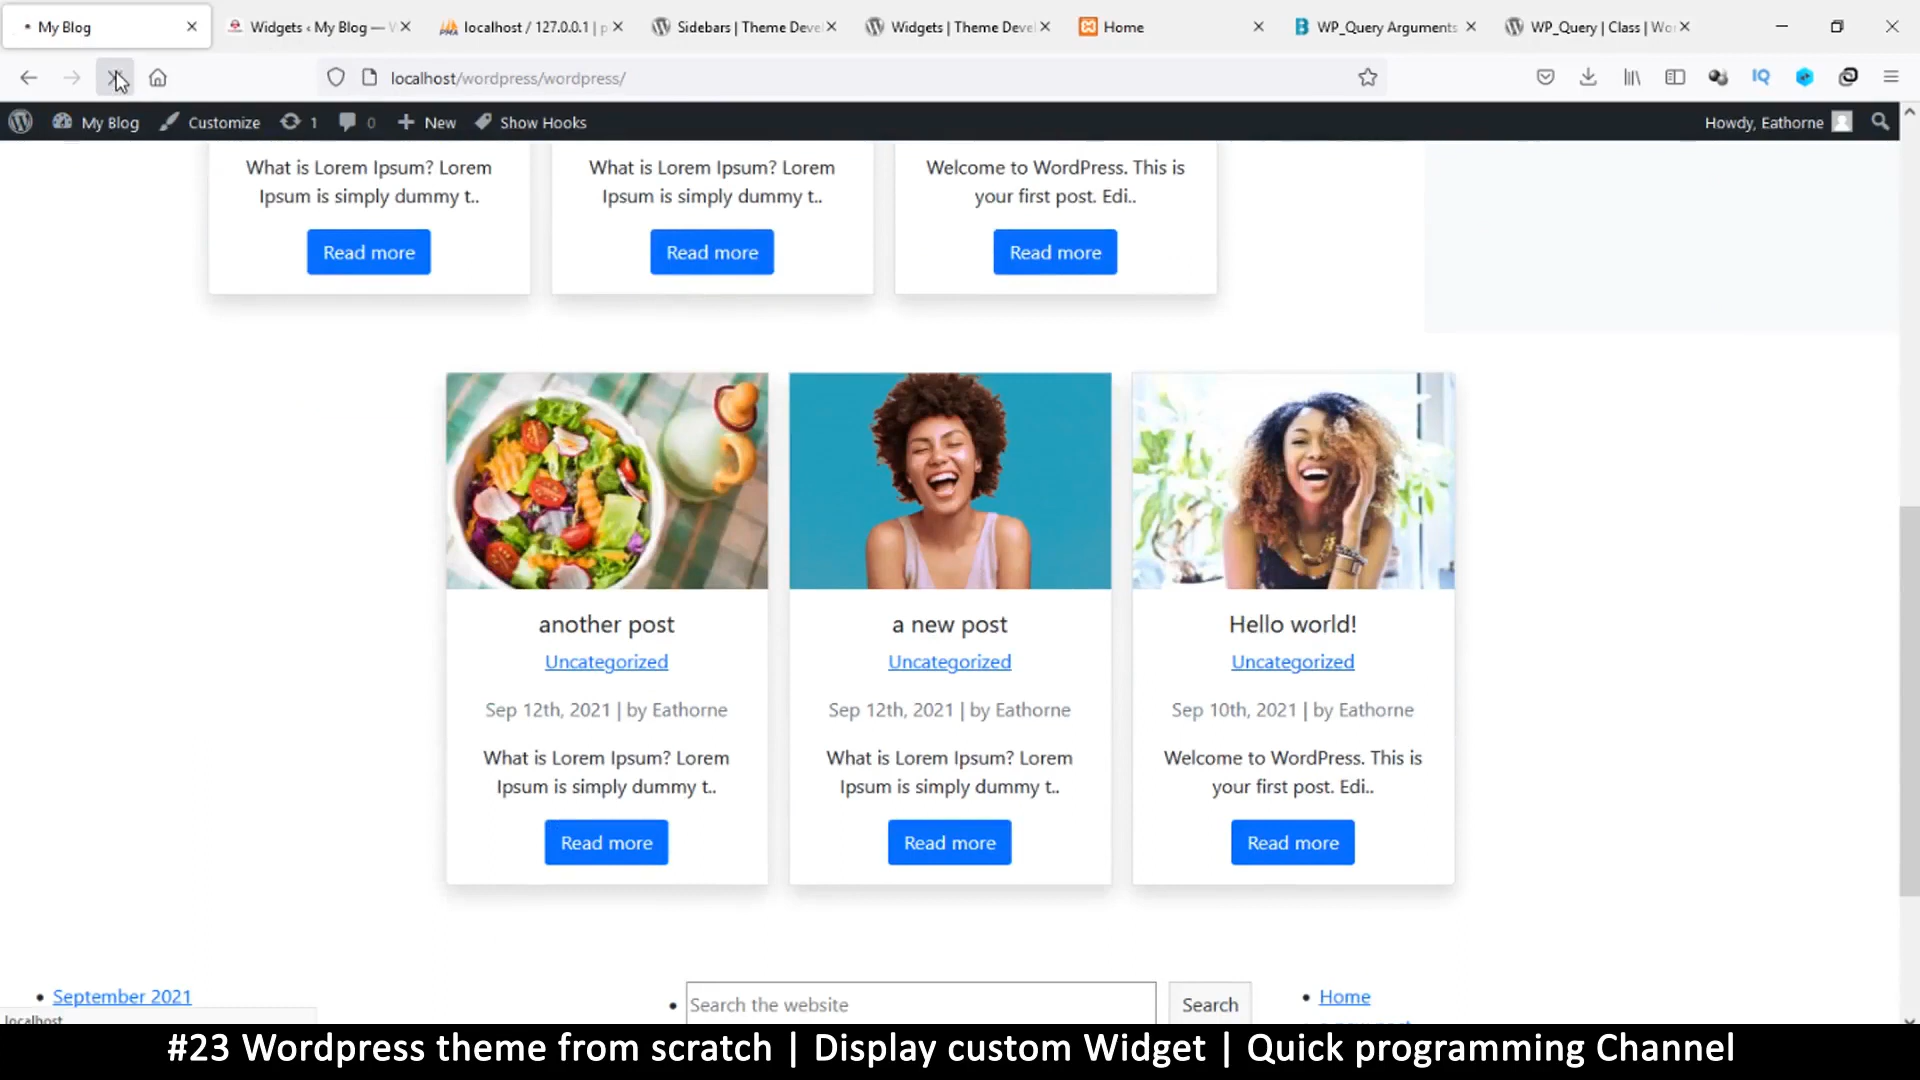 My Blog
Widgets ‹ My Blog —
localhost / 127.0.0.1 | p
Sidebars | Theme Devel
Widgets | Theme Devel
Home
WP_Query Arguments
WP_Query | Class | Wor
localhost/wordpress/wordpress/
IQ
My Blog
Customize
1
0
New
Show Hooks
Howdy, Eathorne
What is Lorem Ipsum? Lorem
Ipsum is simply dummy t..
Read more
What is Lorem Ipsum? Lorem
Ipsum is simply dummy t..
Read more
Welcome to WordPress. This is
your first post. Edi..
Read more
another post
Uncategorized
Sep 12th, 2021 | by Eathorne
What is Lorem Ipsum? Lorem
Ipsum is simply dummy t..
Read more
a new post
Uncategorized
Sep 12th, 2021 | by Eathorne
What is Lorem Ipsum? Lorem
Ipsum is simply dummy t..
Read more
Hello world!
Uncategorized
Sep 10th, 2021 | by Eathorne
Welcome to WordPress. This is
your first post. Edi..
Read more
September 2021
Search the website
Search
Home
localhost
#23 Wordpress theme from scratch | Display custom Widget | Quick programming Channel